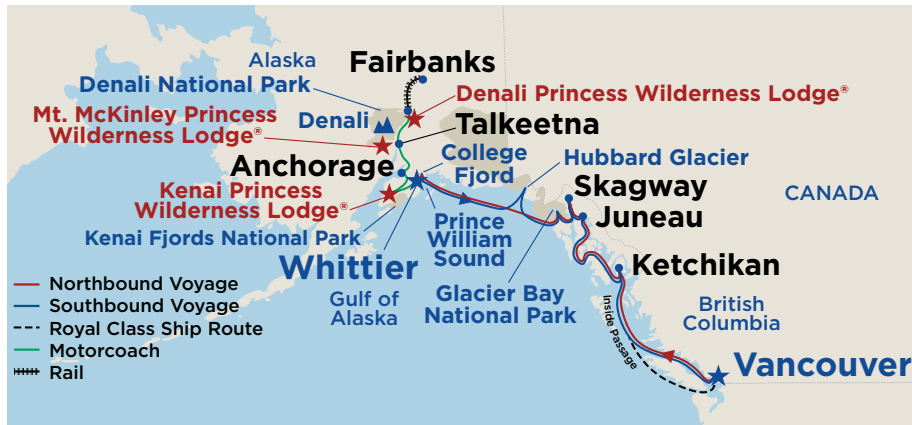 Alaska
Fairbanks
Denali National Park
Denali Princess Wilderness Lodge®
Mt. McKinley Princess
Wilderness Lodge®
Denali
Talkeetna
Anchorage
College
Fjord
Hubbard Glacier
Kenai Princess
Wilderness Lodge®
Skagway
CANADA
Juneau
Kenai Fjords National Park
Prince
William
Sound
Whittier
Ketchikan
Glacier Bay
National Park
Gulf of
Alaska
Inside Passage
British
Columbia
Vancouver
Northbound Voyage
Southbound Voyage
Royal Class Ship Route
Motorcoach
Rail